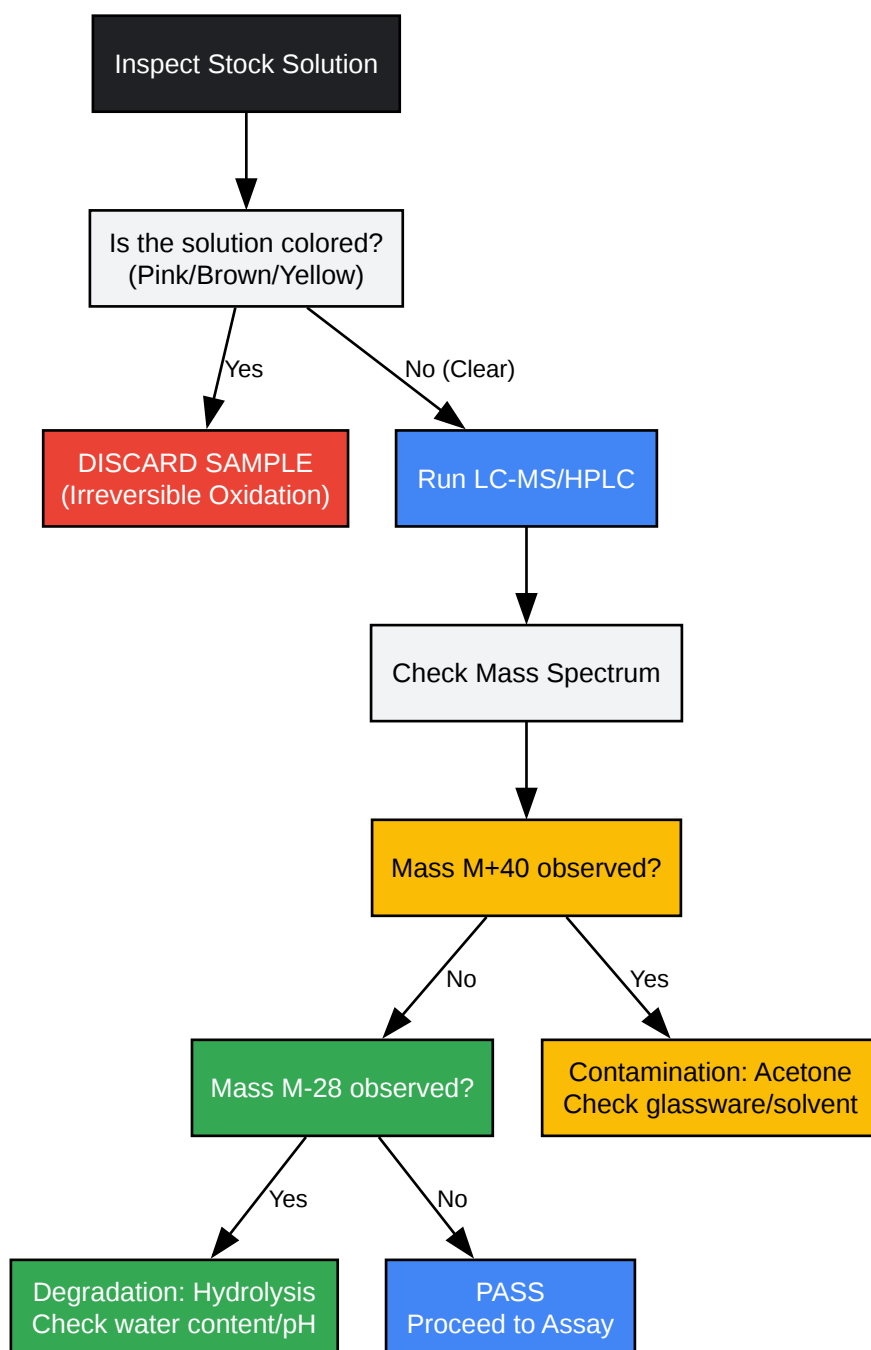 Inspect Stock Solution
Is the solution colored?
(Pink/Brown/Yellow)
Yes
No (Clear)
DISCARD SAMPLE
(Irreversible Oxidation)
Run LC-MS/HPLC
Check Mass Spectrum
Mass M+40 observed?
No
Yes
Mass M-28 observed?
Contamination: Acetone
Check glassware/solvent
Yes
No
Degradation: Hydrolysis
Check water content/pH
PASS
Proceed to Assay